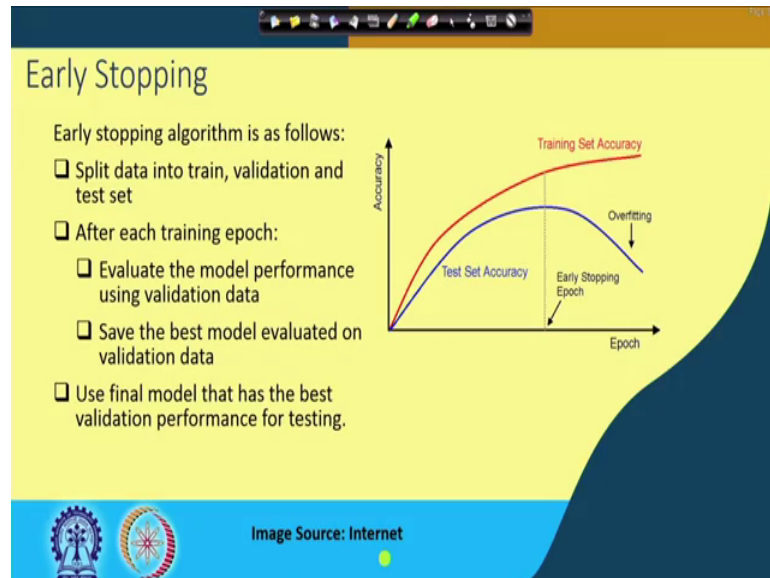 Early Stopping
Early stopping algorithm is as follows:
Split data into train, validation and
test set
After each training epoch:
Evaluate the model performance
using validation data
Save the best model evaluated on
validation data
Use final model that has the best
validation performance for testing.
Training Set Accuracy
Accuracy
Overfitting
Test Set Accuracy
Early Stopping
Epoch
Epoch
Image Source: Internet